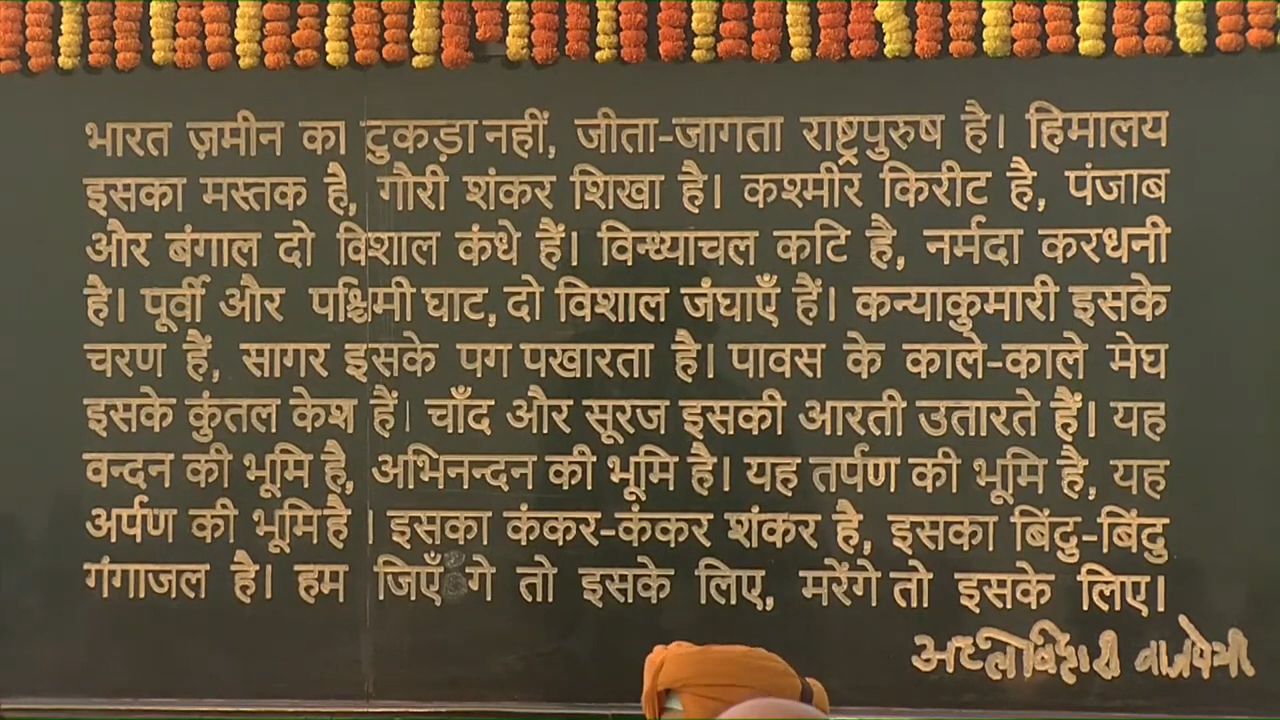 भारत ज़मीन का टुकड़ा नहीं, जीता-जागता राष्ट्रपुरुष है। हिमालय
इसका मस्तक है, गौरी शंकर शिखा है। कश्मीर किरीट है, पंजाब
और बंगाल दो विशाल कंधे हैं। विन्ध्याचल कटि है, नर्मदा करधनी
है। पूर्वी और पश्चिमी घाट, दो विशाल जंघाएँ हैं। कन्याकुमारी इसके
चरण हैं, सागर इसके पग पखारता है। पावस के काले-काले मेघ
इसके कुंतल केश हैं। चाँद और सूरज इसकी आरती उतारते हैं। यह
वन्दन की भूमि है, अभिनन्दन की भूमि है। यह तर्पण की भूमि है, यह
अर्पण की भूमि है । इसका कंकर-कंकर शंकर है, इसका बिंदु-बिंदु
गंगाजल है। हम जिएँ गे तो इसके लिए, मरेंगे तो इसके लिए।
अटल बिहारी वाजपेयी